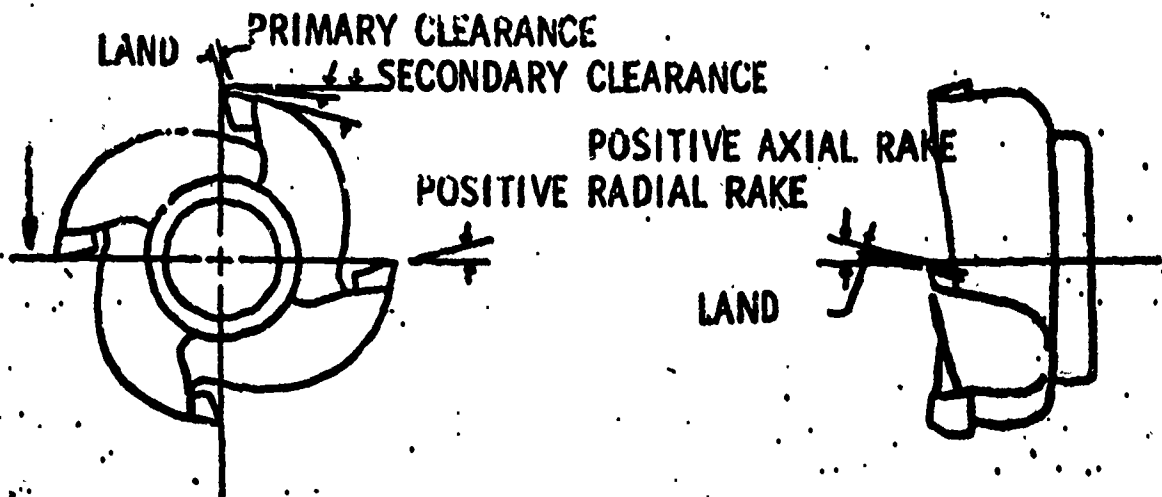 LAND
PRIMARY CLEARANCE
SECONDARY CLEARANCE
POSITIVE AXIAL RAKE
POSITIVE RADIAL RAKE
LAND